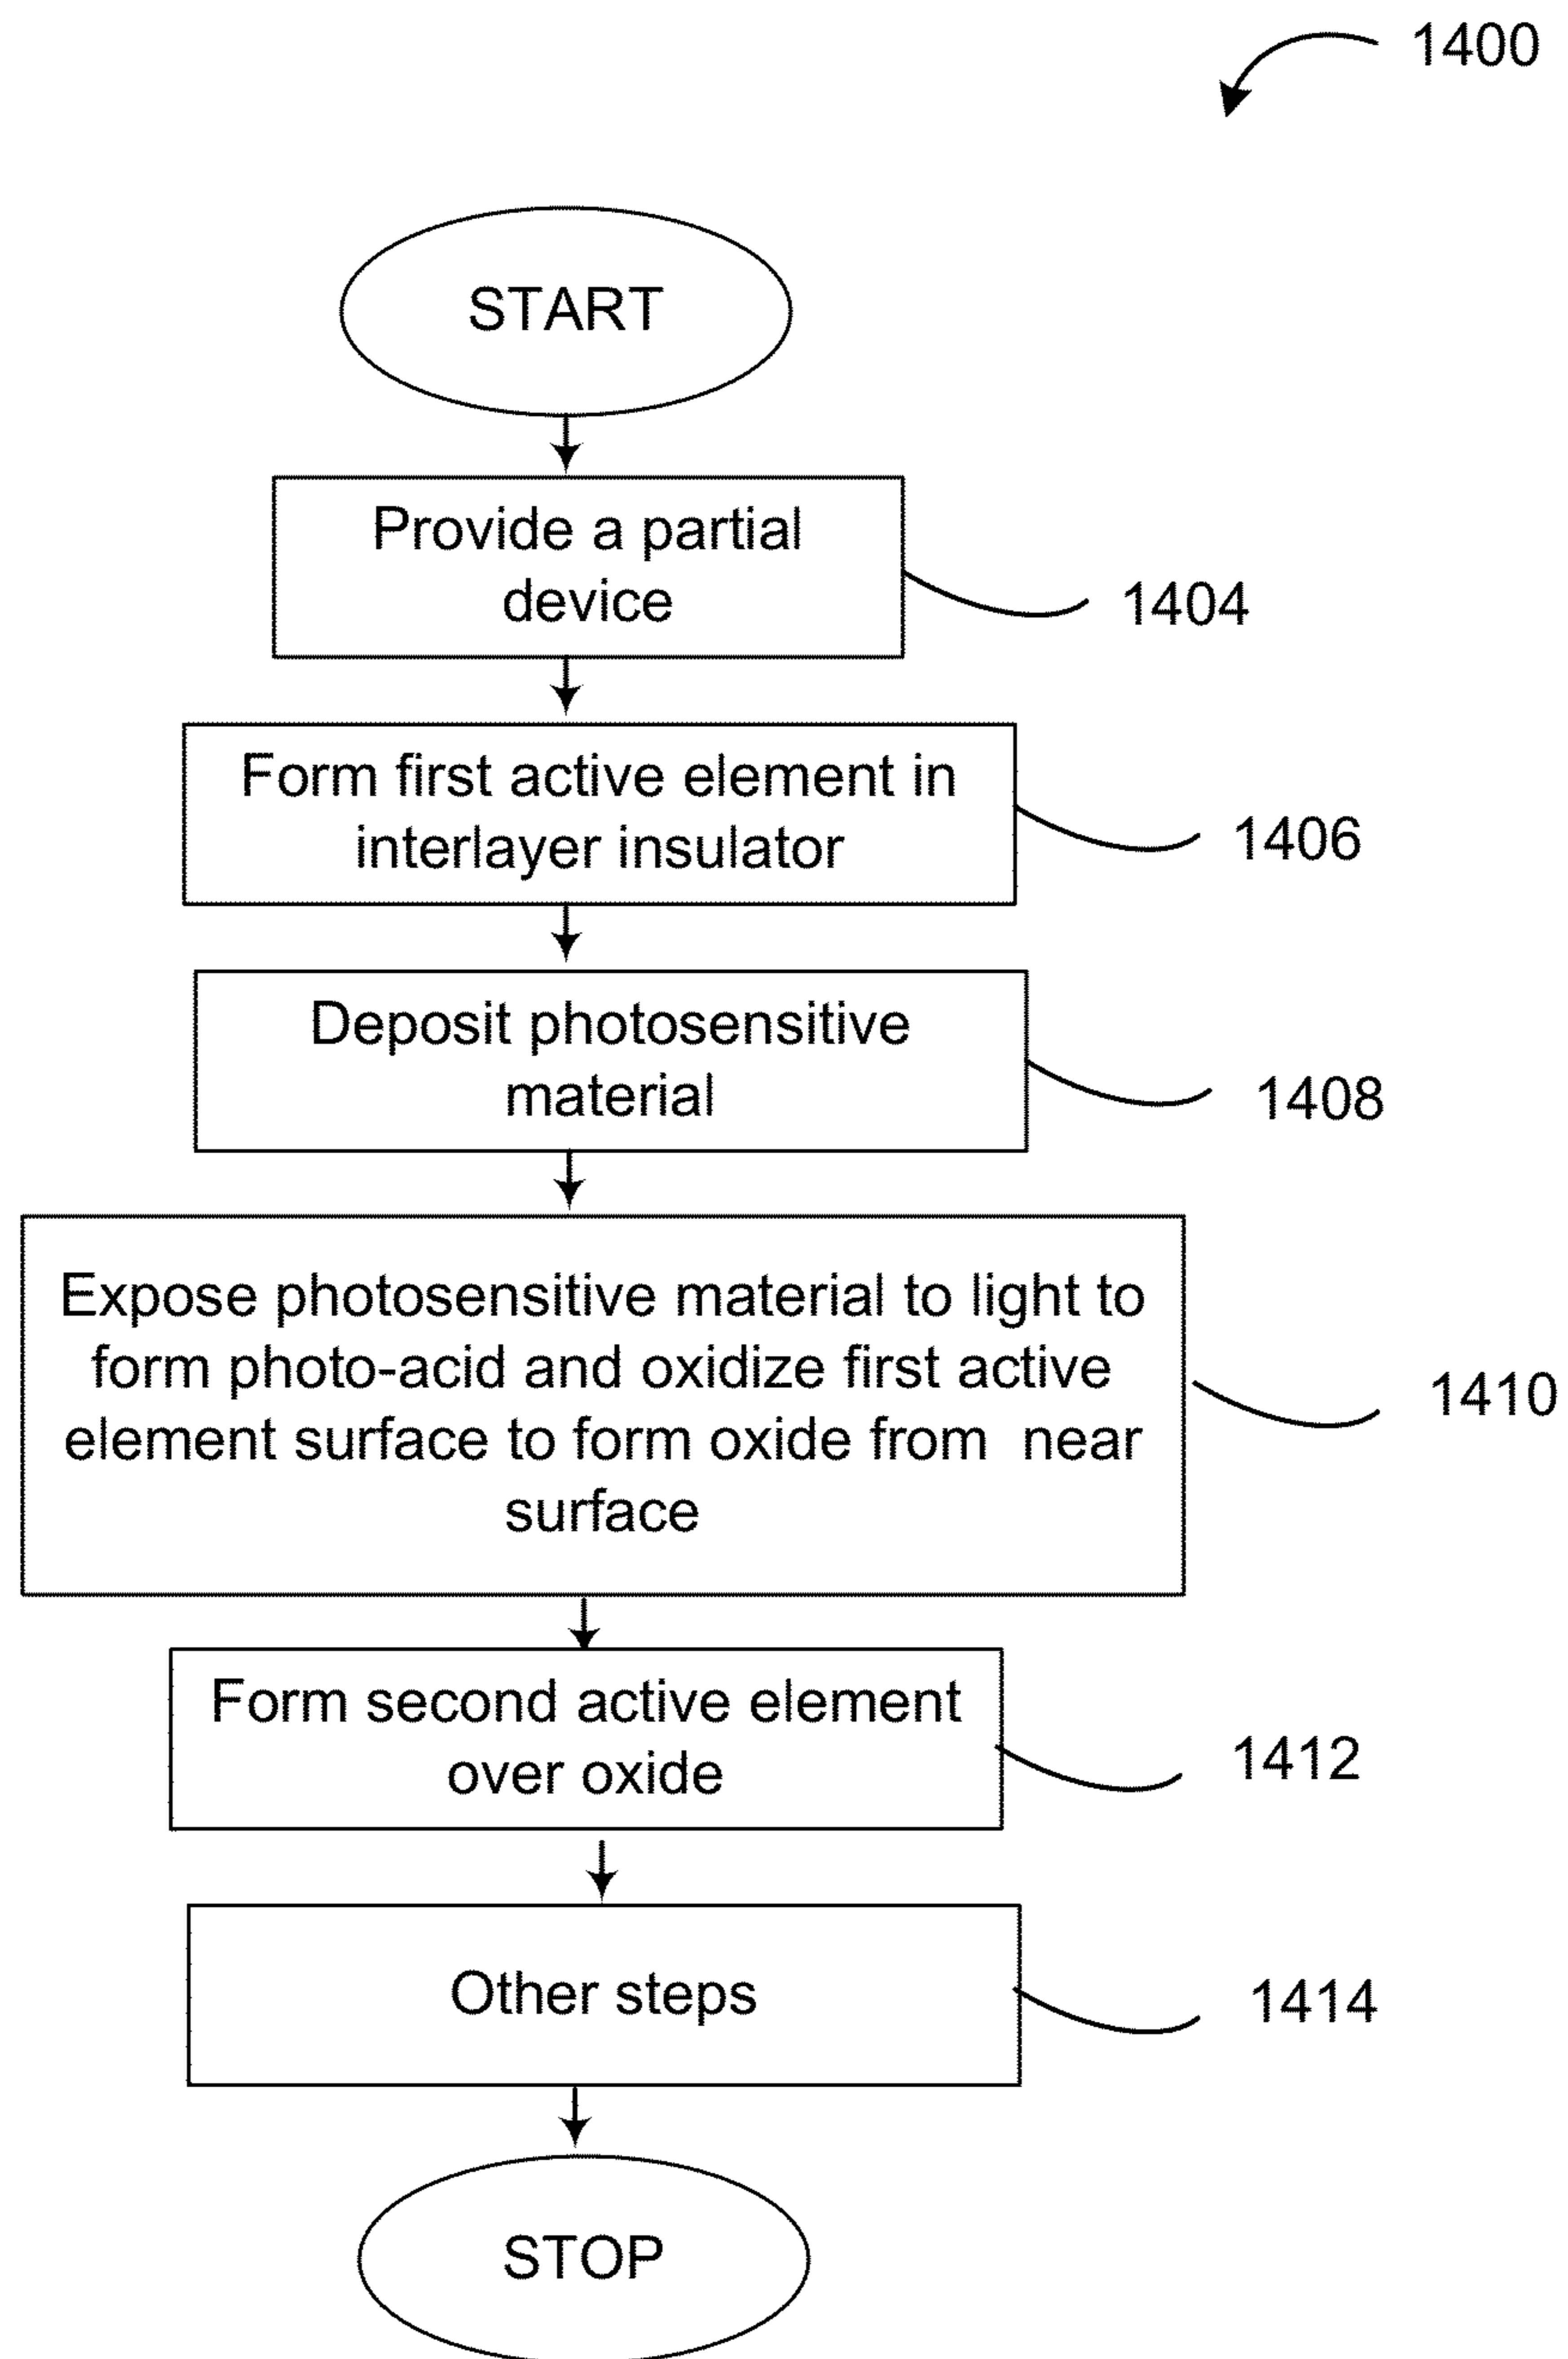 1400
START
Provide a partial
device
1404
Form first active element in
interlayer insulator
1406
Deposit photosensitive
material
1408
Expose photosensitive material to light to
form photo-acid and oxidize first active
element surface to form oxide from  near
surface
1410
Form second active element
over oxide
1412
Other steps
1414
STOP